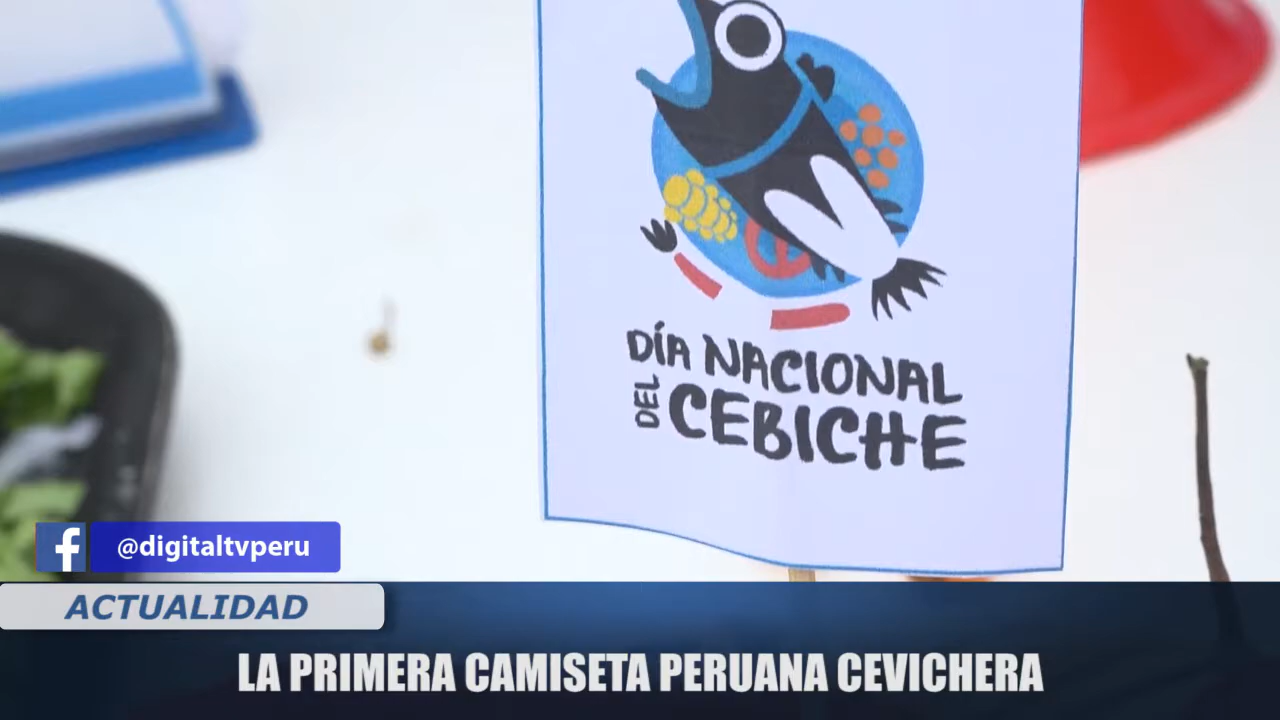 DÍA NACIONAL
DEL CEBICHE
@digitaltvperu
ACTUALIDAD
LA PRIMERA CAMISETA PERUANA CEVICHERA